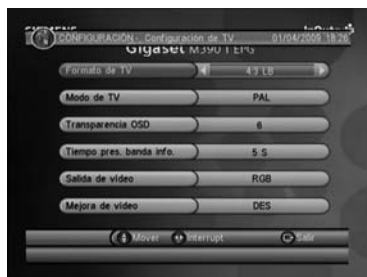 SIEMENS
CONFIGURACIÓN-. Configuración de TV 01/04/2009 18:26
Gigaset M390 T EPG
Formato de TV 4:3 LB
Modo de TV PAL
Transparencia OSD 6
Tiempo pres. banda info. 5 S
Salida de vídeo RGB
Mejora de vídeo DES
Mover Interrupt Salir